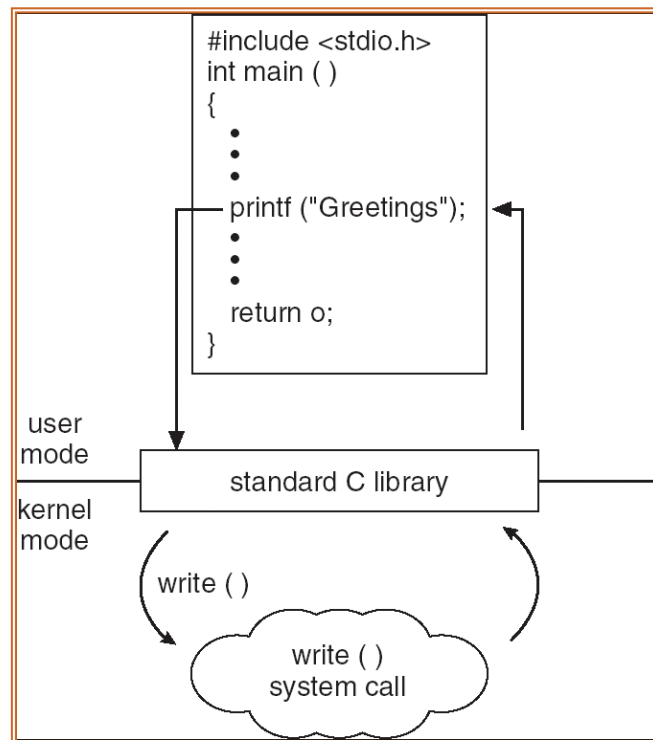 #include <stdio.h>
int main ( )
{
•
•
•
printf ("Greetings");
•
•
•
return o;
}
user
mode
standard C library
kernel
mode
write ( )
write ( )
system call